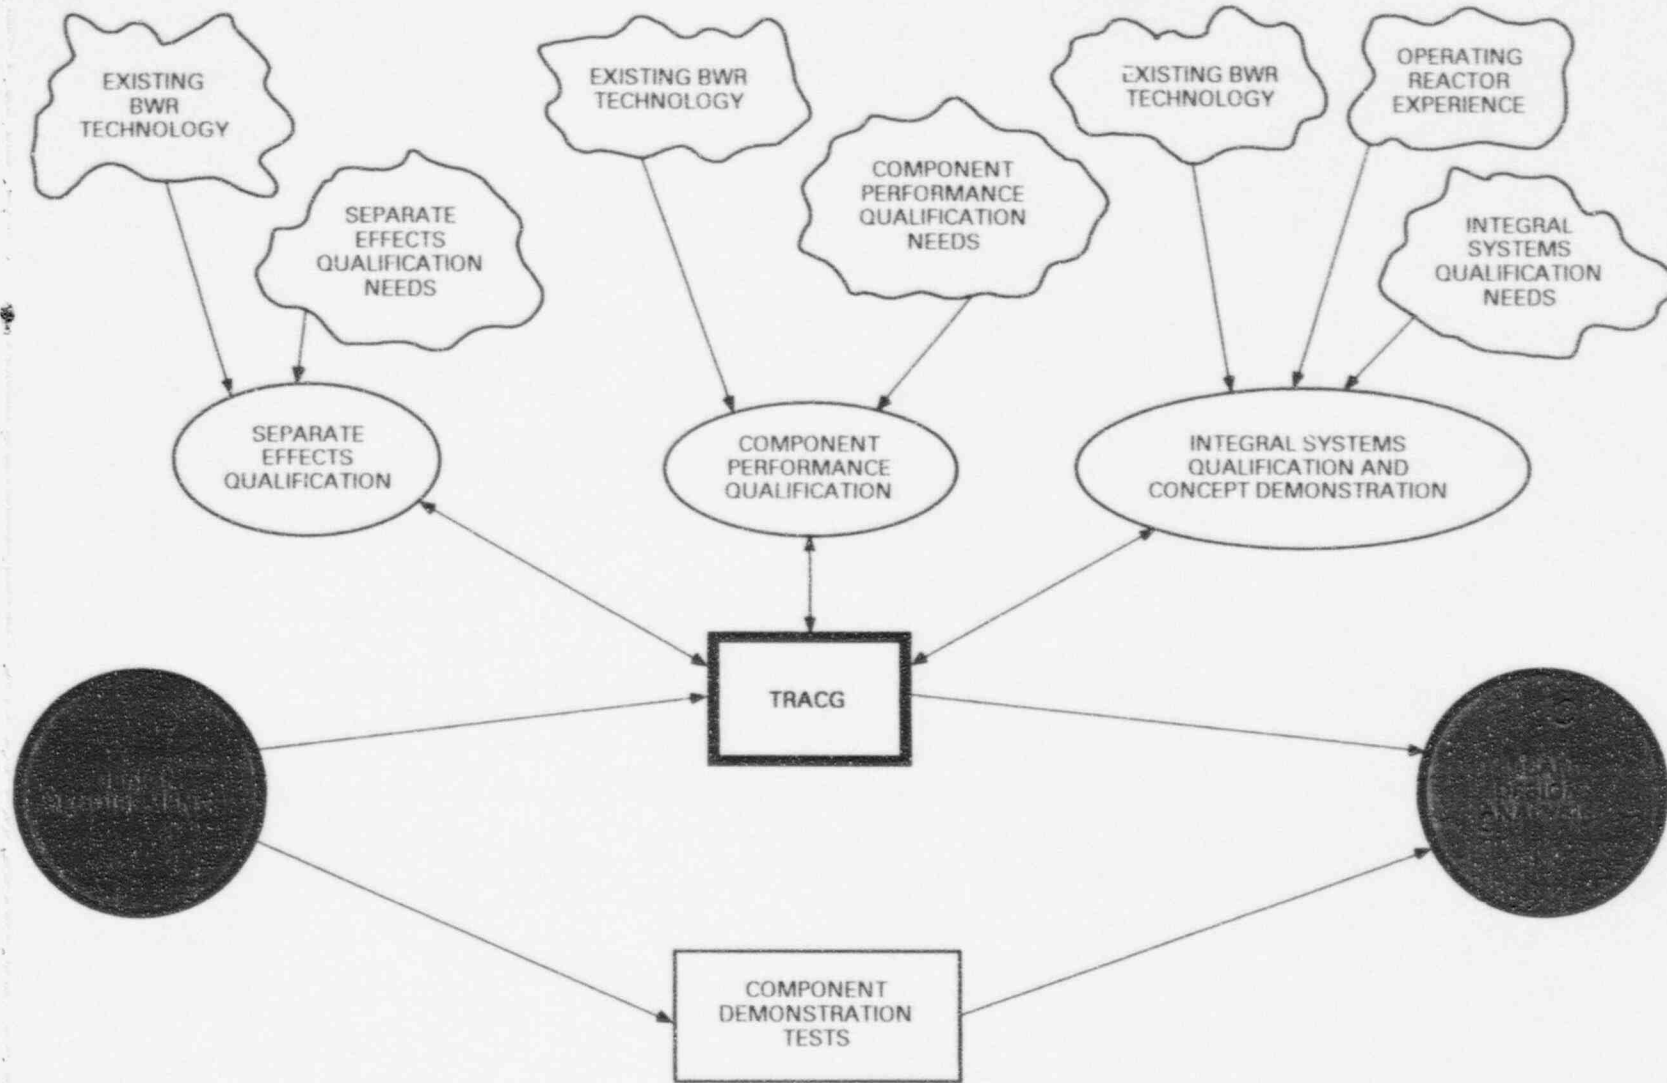 EXISTING
BWR
TECHNOLOGY
SEPARATE
EFFECTS
QUALIFICATION
NEEDS
EXISTING BWR
TECHNOLOGY
COMPONENT
PERFORMANCE
QUALIFICATION
NEEDS
EXISTING BWR
TECHNOLOGY
OPERATING
REACTOR
EXPERIENCE
INTEGRAL
SYSTEMS
QUALIFICATION
NEEDS
SEPARATE
EFFECTS
QUALIFICATION
COMPONENT
PERFORMANCE
QUALIFICATION
INTEGRAL SYSTEMS
QUALIFICATION AND
CONCEPT DEMONSTRATION
TRACG
COMPONENT
DEMONSTRATION
TESTS